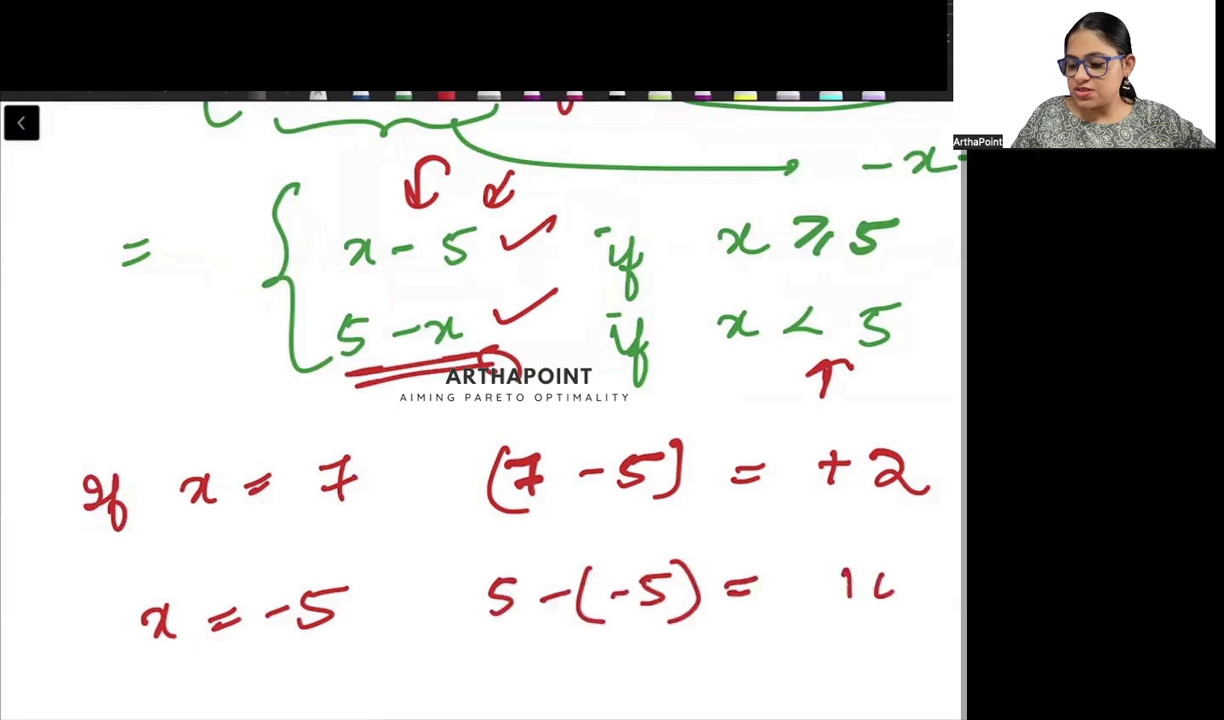 - x
= { x - 5 if x ⩾ 5
5 - x if x < 5
ARTHAPOINT
AIMING PARETO OPTIMALITY
If x = 7 (7 - 5) = + 2
x = -5 5 - (-5) = 10
ArthaPoint